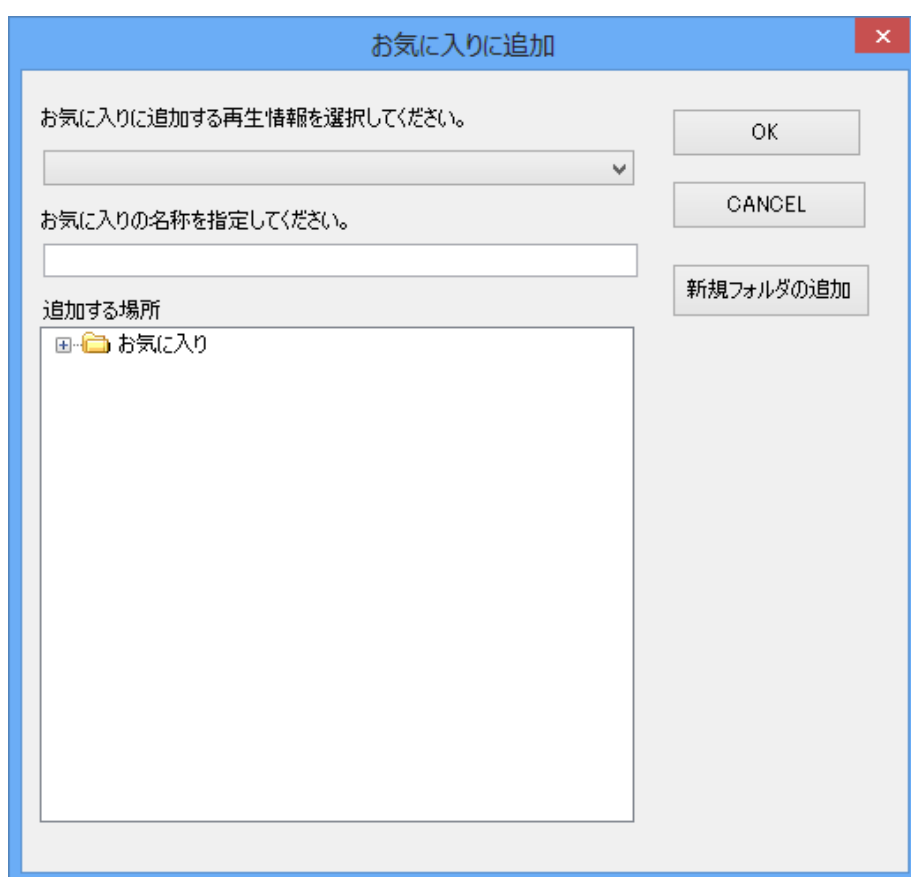 お気に入りに追加
お気に入りに追加する再生情報を選択してください。
OK
CANCEL
お気に入りの名称を指定してください。
新規フォルダの追加
追加する場所
お気に入り